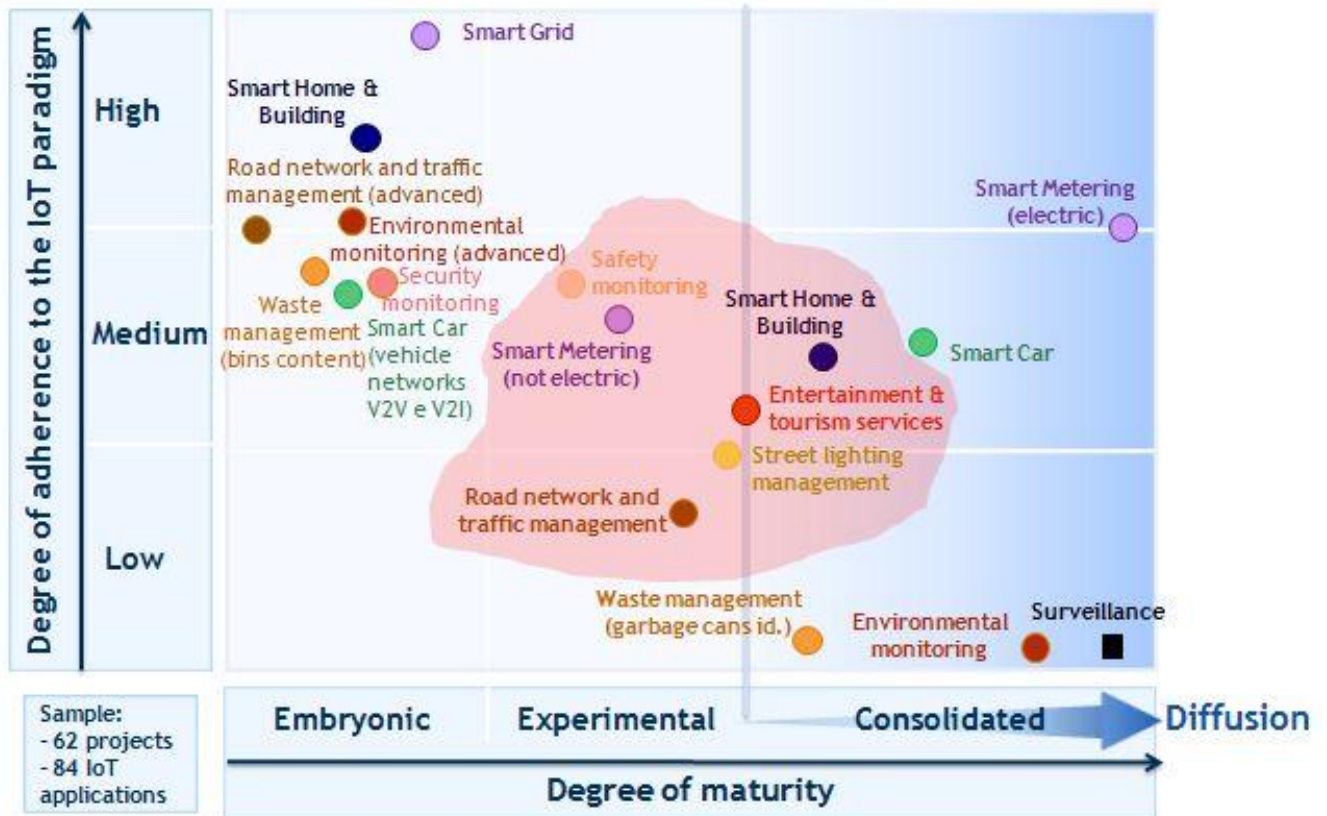 Degree of adherence to the IoT paradigm
High
Medium
Low
Smart Grid
Smart Home &
Building
Road network and traffic
management (advanced)
Environmental
monitoring (advanced)
Security
monitoring
Waste
management
(bins content)
Smart Car
(vehicle
networks
V2V e V2I)
Safety
monitoring
Smart Metering
(not electric)
Smart Home &
Building
Smart Metering
(electric)
Smart Car
Entertainment &
tourism services
Street lighting
management
Road network and
traffic management
Waste management
(garbage cans id.)
Environmental
monitoring
Surveillance
Sample:
- 62 projects
- 84 IoT
applications
Embryonic
Experimental
Consolidated
Diffusion
Degree of maturity